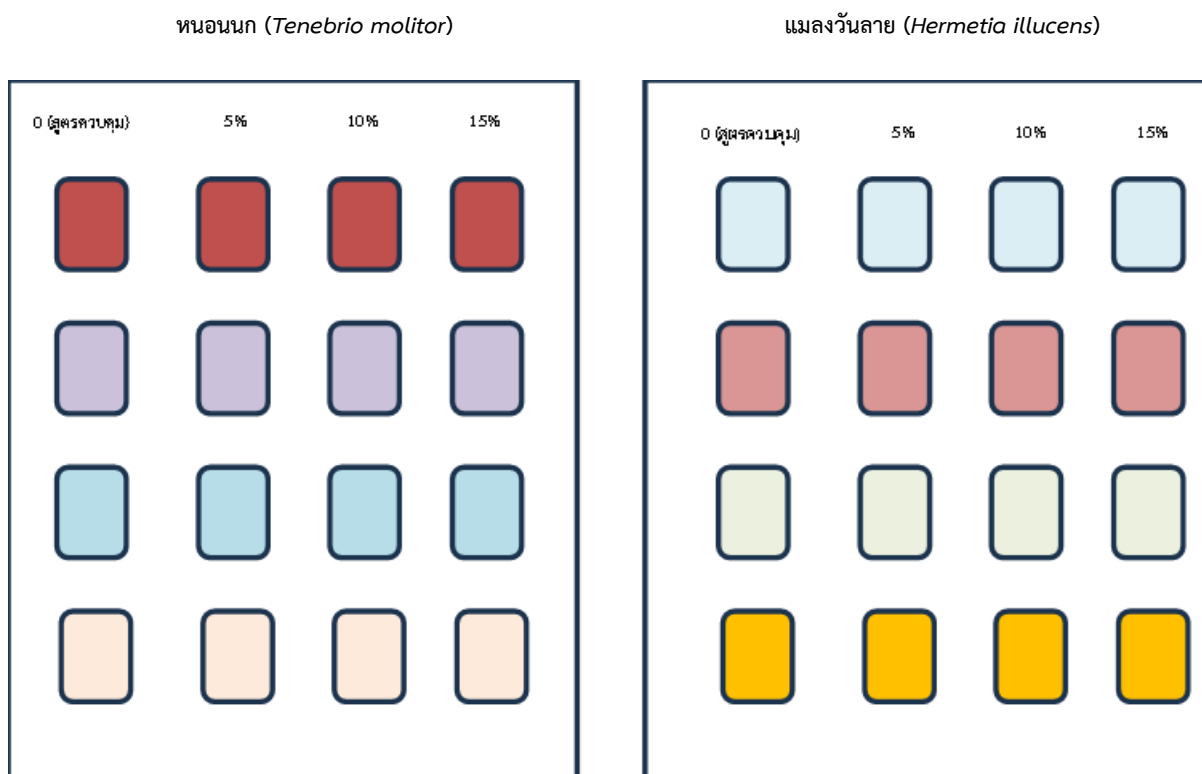 หนอนนก (Tenebrio molitor)
แมลงวันลาย (Hermetia illucens)
0 (สูตรควบคุม) 5% 10% 15%
0 (สูตรควบคุม) 5% 10% 15%